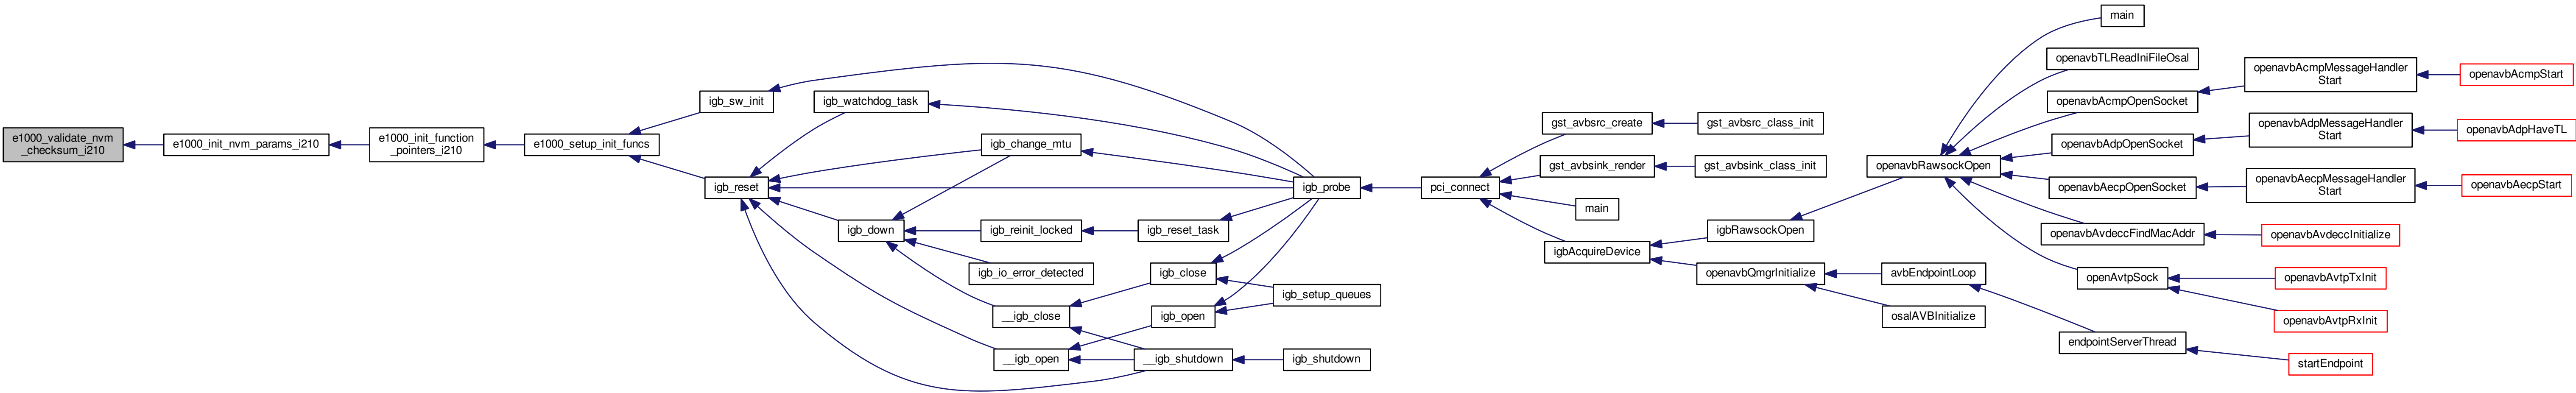 e1000_validate_nvm
_checksum_i210
e1000_init_nvm_params_i210
e1000_init_function
_pointers_i210
e1000_setup_init_funcs
igb_sw_init
igb_reset
igb_watchdog_task
igb_change_mtu
igb_down
igb_reinit_locked
igb_io_error_detected
__igb_close
__igb_open
igb_reset_task
igb_close
igb_open
__igb_shutdown
igb_probe
igb_setup_queues
igb_shutdown
pci_connect
gst_avbsrc_create
gst_avbsink_render
main
igbAcquireDevice
gst_avbsrc_class_init
gst_avbsink_class_init
igbRawsockOpen
openavbQmgrInitialize
openavbRawsockOpen
avbEndpointLoop
osalAVBInitialize
main
openavbTLReadIniFileOsal
openavbAcmpOpenSocket
openavbAdpOpenSocket
openavbAecpOpenSocket
openavbAvdeccFindMacAddr
openAvtpSock
endpointServerThread
openavbAcmpMessageHandler
Start
openavbAdpMessageHandler
Start
openavbAecpMessageHandler
Start
openavbAvdeccInitialize
openavbAvtpTxInit
openavbAvtpRxInit
startEndpoint
openavbAcmpStart
openavbAdpHaveTL
openavbAecpStart